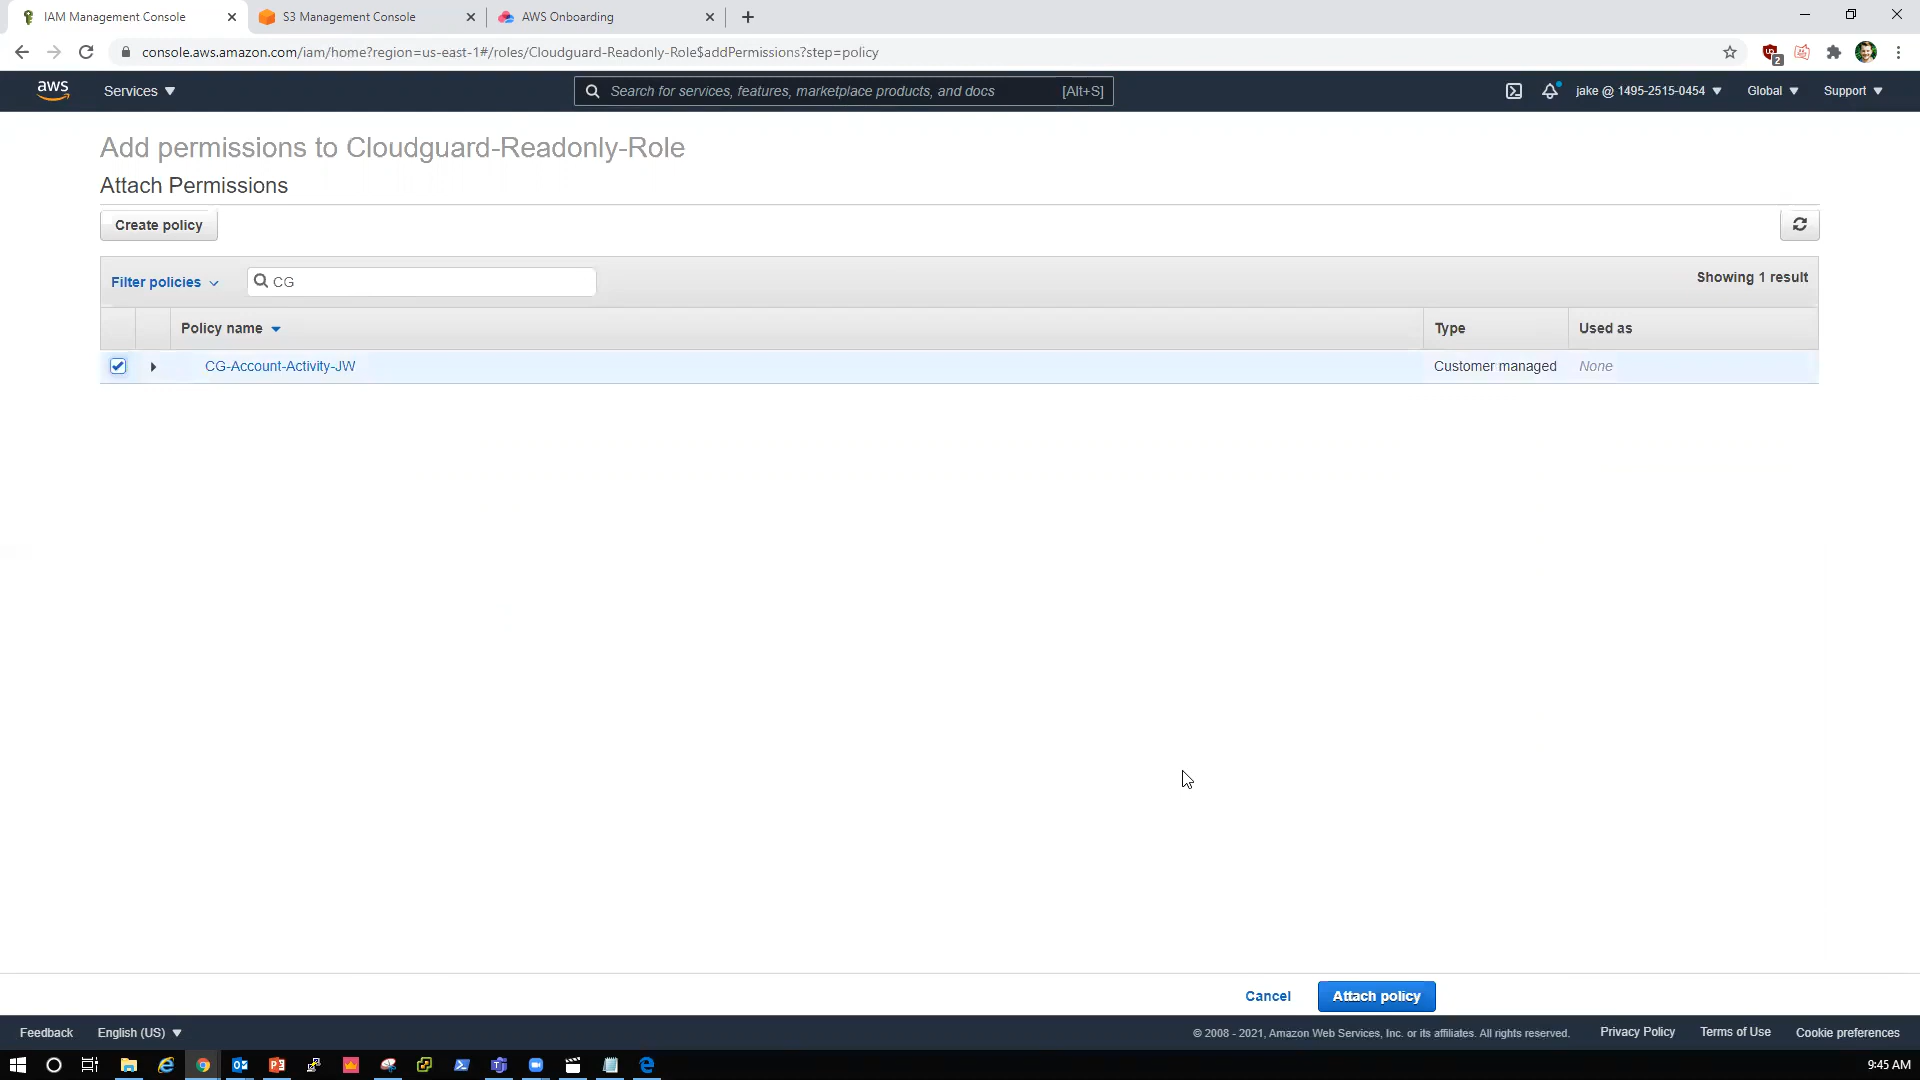 IAM Management Console
S3 Management Console
AWS Onboarding
console.aws.amazon.com/iam/home?region=us-east-1#/roles/Cloudguard-Readonly-Role$addPermissions?step=policy
2
aws
Services
Search for services, features, marketplace products, and docs
[Alt+S]
jake @ 1495-2515-0454
Global
Support
Add permissions to Cloudguard-Readonly-Role
Attach Permissions
Create policy
Filter policies
CG
Showing 1 result
Policy name
Type
Used as
CG-Account-Activity-JW
Customer managed
None
Cancel
Attach policy
Feedback
English (US)
© 2008 - 2021, Amazon Web Services, Inc. or its affiliates. All rights reserved.
Privacy Policy
Terms of Use
Cookie preferences
9:45 AM